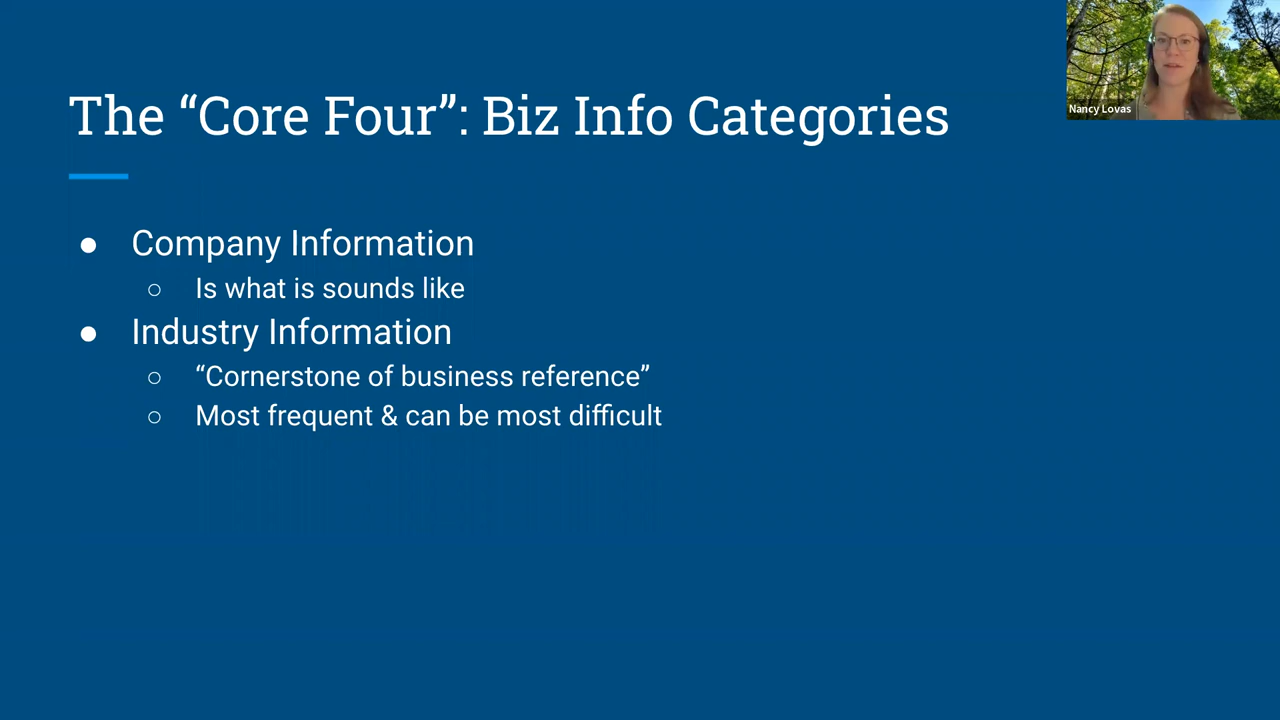 The “Core Four”: Biz Info Categories
Nancy Lovas
● Company Information
○ Is what is sounds like
● Industry Information
○ “Cornerstone of business reference”
○ Most frequent & can be most difficult